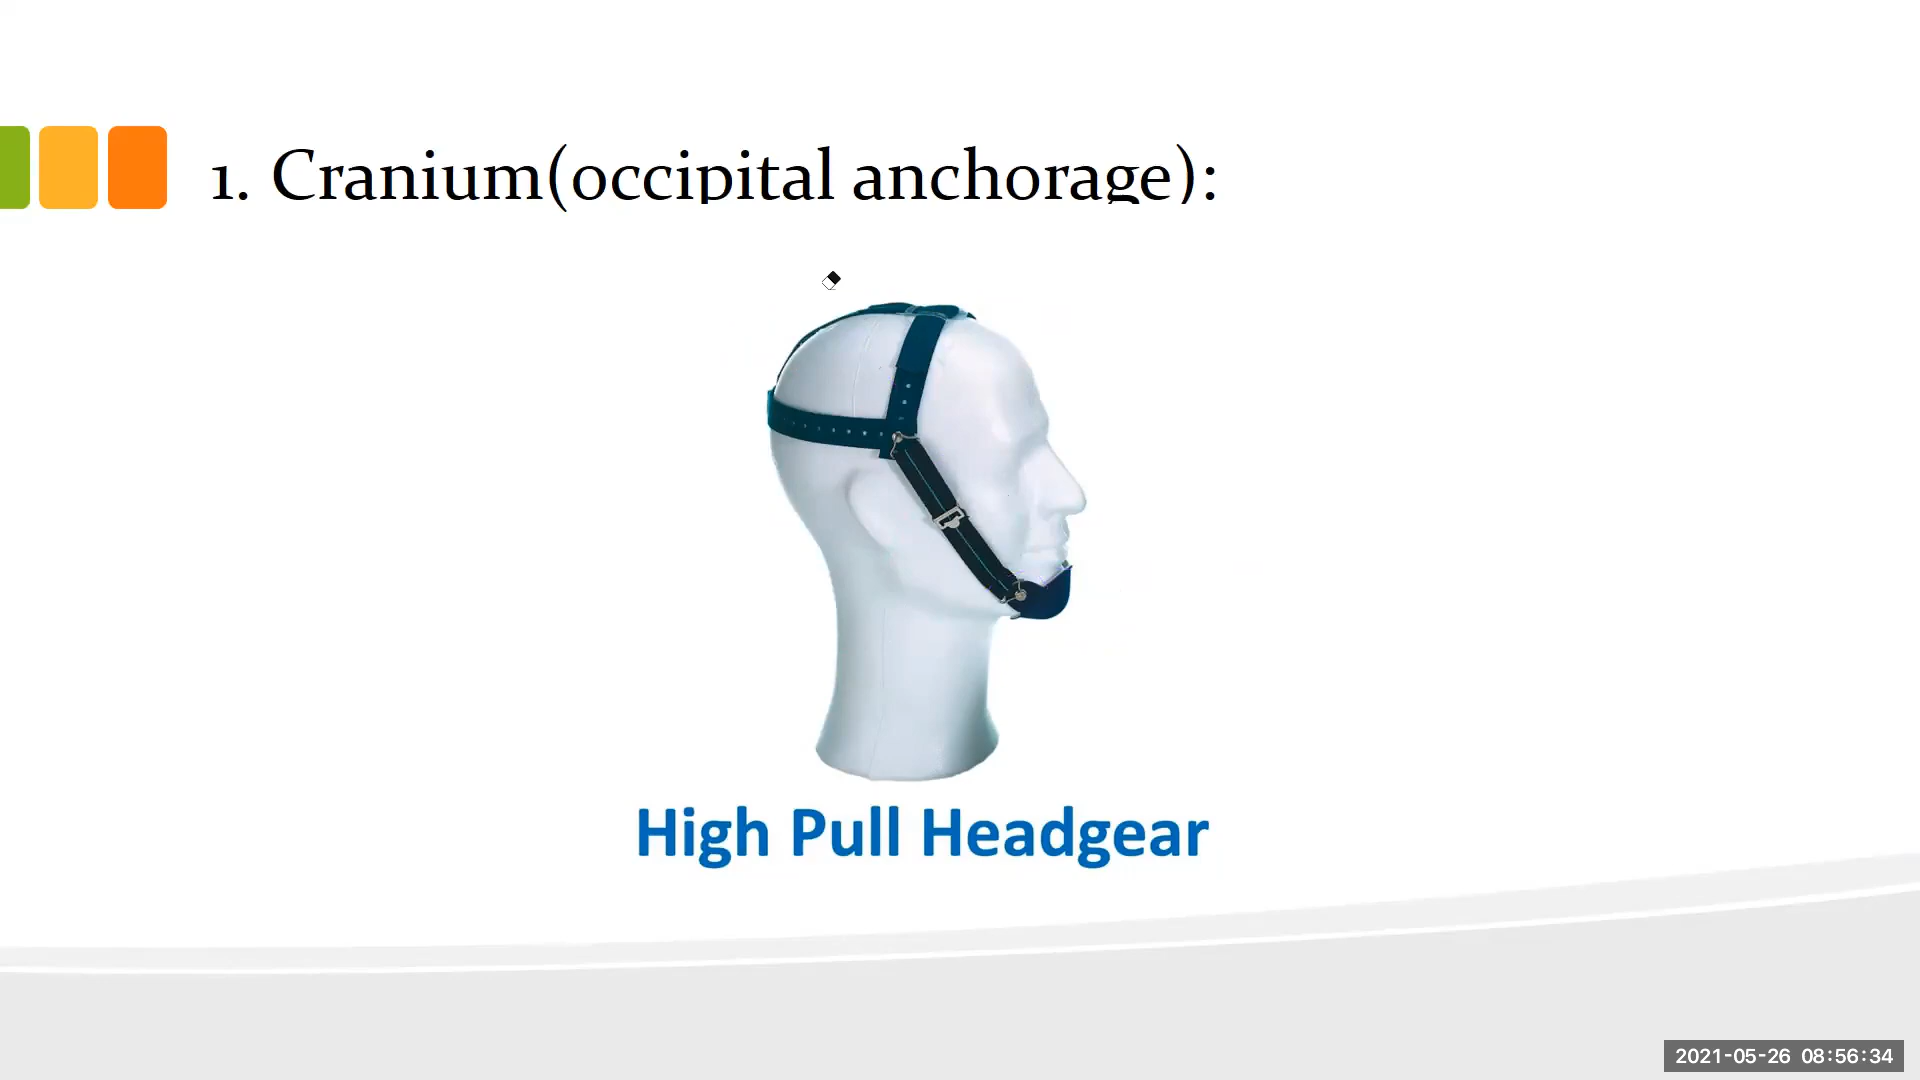 1. Cranium(occipital anchorage):
High Pull Headgear
2021-05-26 08:56:34